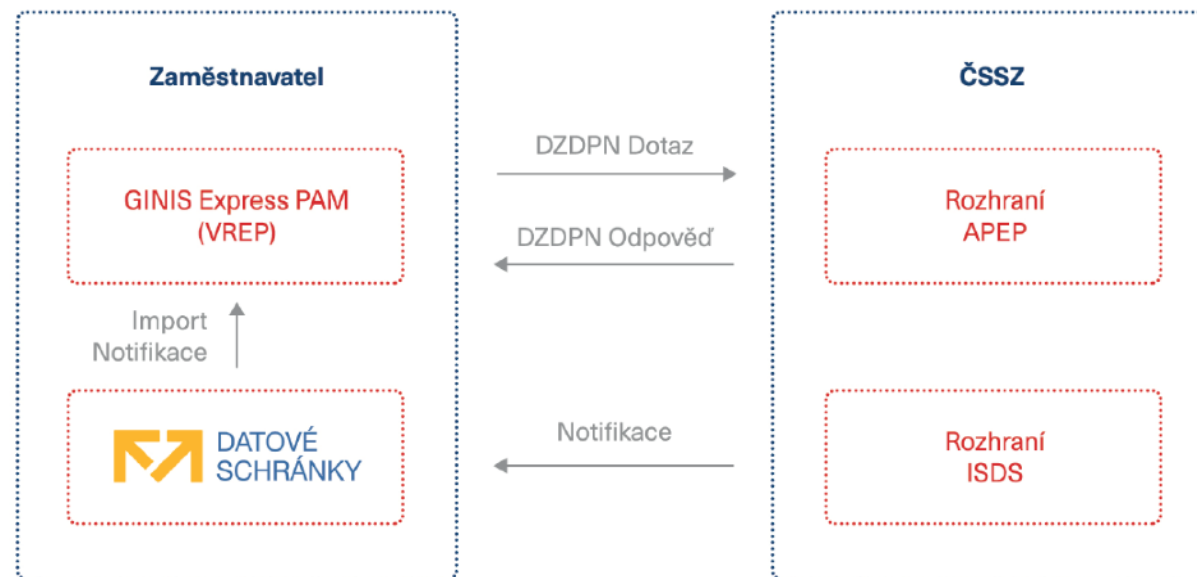 Zaměstnavatel
GINIS Express PAM
(VREP)
Import
Notifikace
DATOVÉ
SCHRÁNKY
DZDPN Dotaz
DZDPN Odpověď
Notifikace
ČSSZ
Rozhraní
APEP
Rozhraní
ISDS